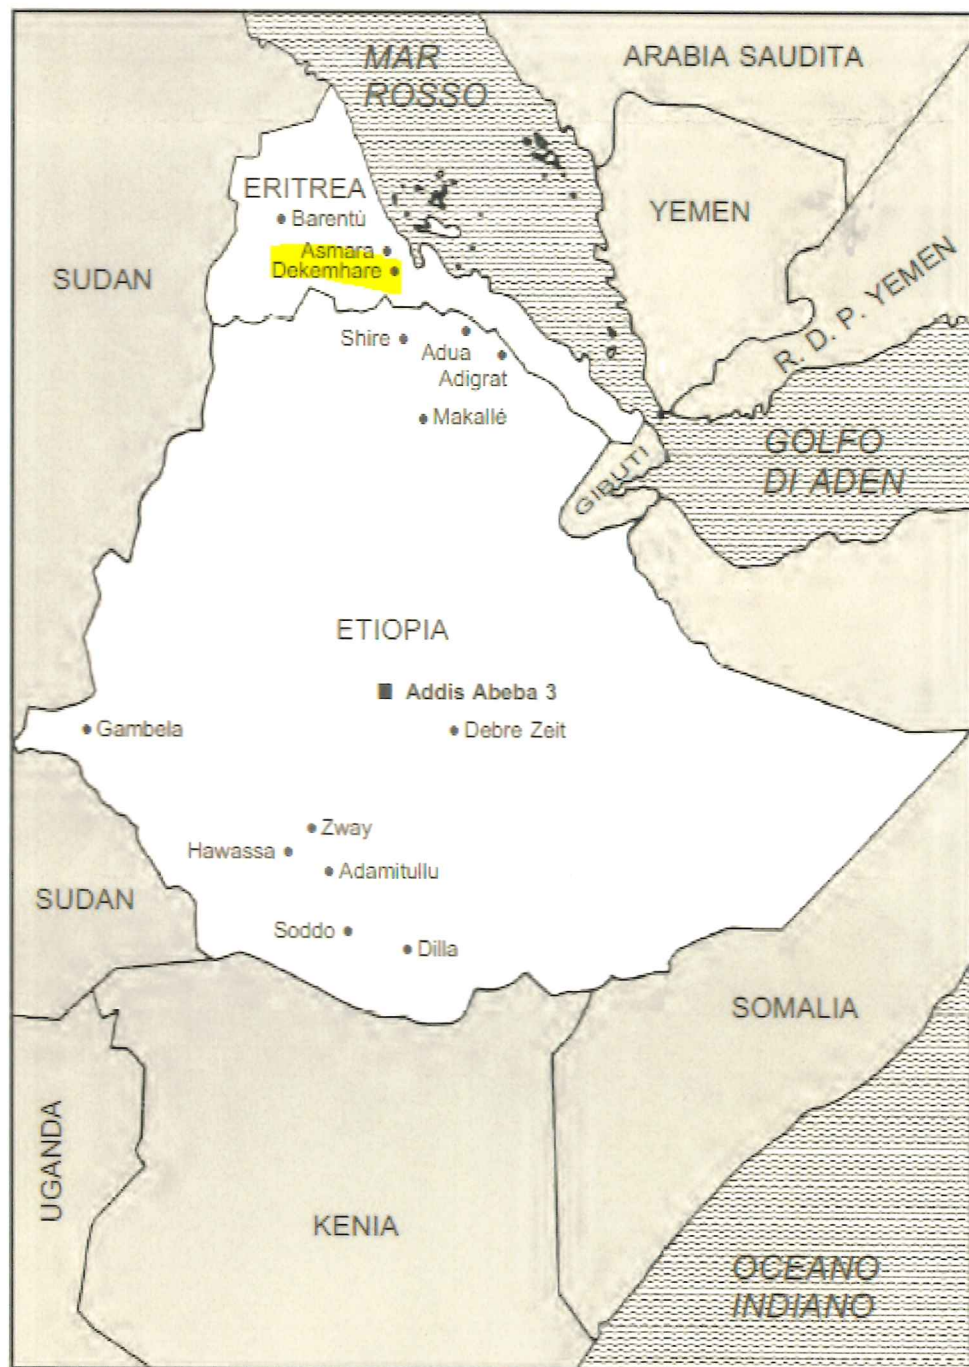 MAR
ROSSO
ARABIA SAUDITA
ERITREA
Barentù
YEMEN
Asmara
Dekemhare
SUDAN
R. D. P. YEMEN
Shire
Adua
Adigrat
Makallé
GOLFO
DI ADEN
GIBUTI
ETIOPIA
Addis Abeba 3
Gambela
Debre Zeit
Zway
Hawassa
Adamitullu
SUDAN
Soddo
Dilla
SOMALIA
UGANDA
KENIA
OCEANO
INDIANO